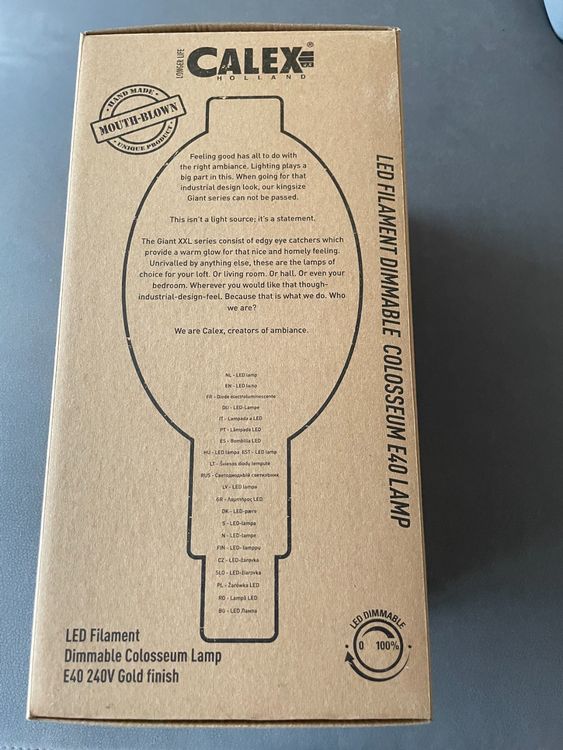 LONGER LIFE
CALEX®
HOLLAND
HAND MADE
MOUTH-BLOWN
UNIQUE PRODUCT
Feeling good has all to do with
the right ambiance. Lighting plays a
big part in this. When going for that
industrial design look, our kingsize
Giant series can not be passed.
This isn't a light source; it's a statement.
The Giant XXL series consist of edgy eye catchers which
provide a warm glow for that nice and homely feeling.
Unrivalled by anything else, these are the lamps of
choice for your loft. Or living room. Or hall. Or even your
bedroom. Wherever you would like that though-
industrial-design-feel. Because that is what we do. Who
we are?
We are Calex, creators of ambiance.
NL - LED lamp
EN - LED lamp
FR - Diode électroluminescente
DU - LED-Lampe
IT - Lampada a LED
PT - Lâmpada LED
ES - Bombilla LED
HU - LED lámpa EST - LED lamp
LT - Šviesos diodų lemputė
RUS - Светодиодный светильник
LV - LED lampa
GR - Λαμπτήρας LED
DK - LED-pære
S - LED-lampa
N - LED-lampe
FIN - LED-lamppu
CZ - LED-žárovka
SLO - LED-žiarovka
PL - Żarówka LED
RO - Lampă LED
BG - LED Лампа
LED FILAMENT DIMMABLE COLOSSEUM E40 LAMP
LED Filament
Dimmable Colosseum Lamp
E40 240V Gold finish
LED DIMMABLE
0 100%